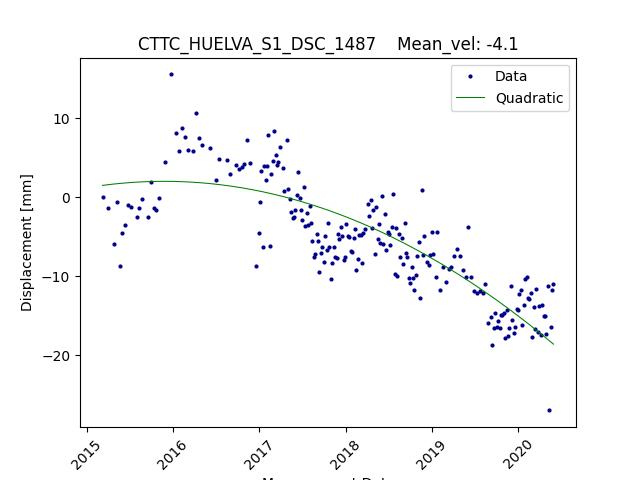 CTTC_HUELVA_S1_DSC_1487    Mean_vel: -4.1
Data
Quadratic
10
0
−10
−20
Displacement [mm]
2015
2016
2017
2018
2019
2020